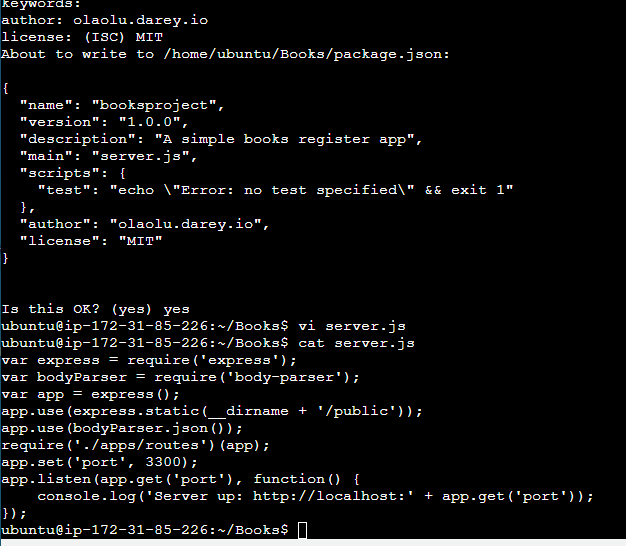 keywords:
author: olaolu.darey.io
license: (ISC) MIT
About to write to /home/ubuntu/Books/package.json:
{
  "name": "booksproject",
  "version": "1.0.0",
  "description": "A simple books register app",
  "main": "server.js",
  "scripts": {
    "test": "echo \"Error: no test specified\" && exit 1"
  },
  "author": "olaolu.darey.io",
  "license": "MIT"
}
Is this OK? (yes) yes
ubuntu@ip-172-31-85-226:~/Books$ vi server.js
ubuntu@ip-172-31-85-226:~/Books$ cat server.js
var express = require('express');
var bodyParser = require('body-parser');
var app = express();
app.use(express.static(__dirname + '/public'));
app.use(bodyParser.json());
require('./apps/routes')(app);
app.set('port', 3300);
app.listen(app.get('port'), function() {
    console.log('Server up: http://localhost:' + app.get('port'));
});
ubuntu@ip-172-31-85-226:~/Books$